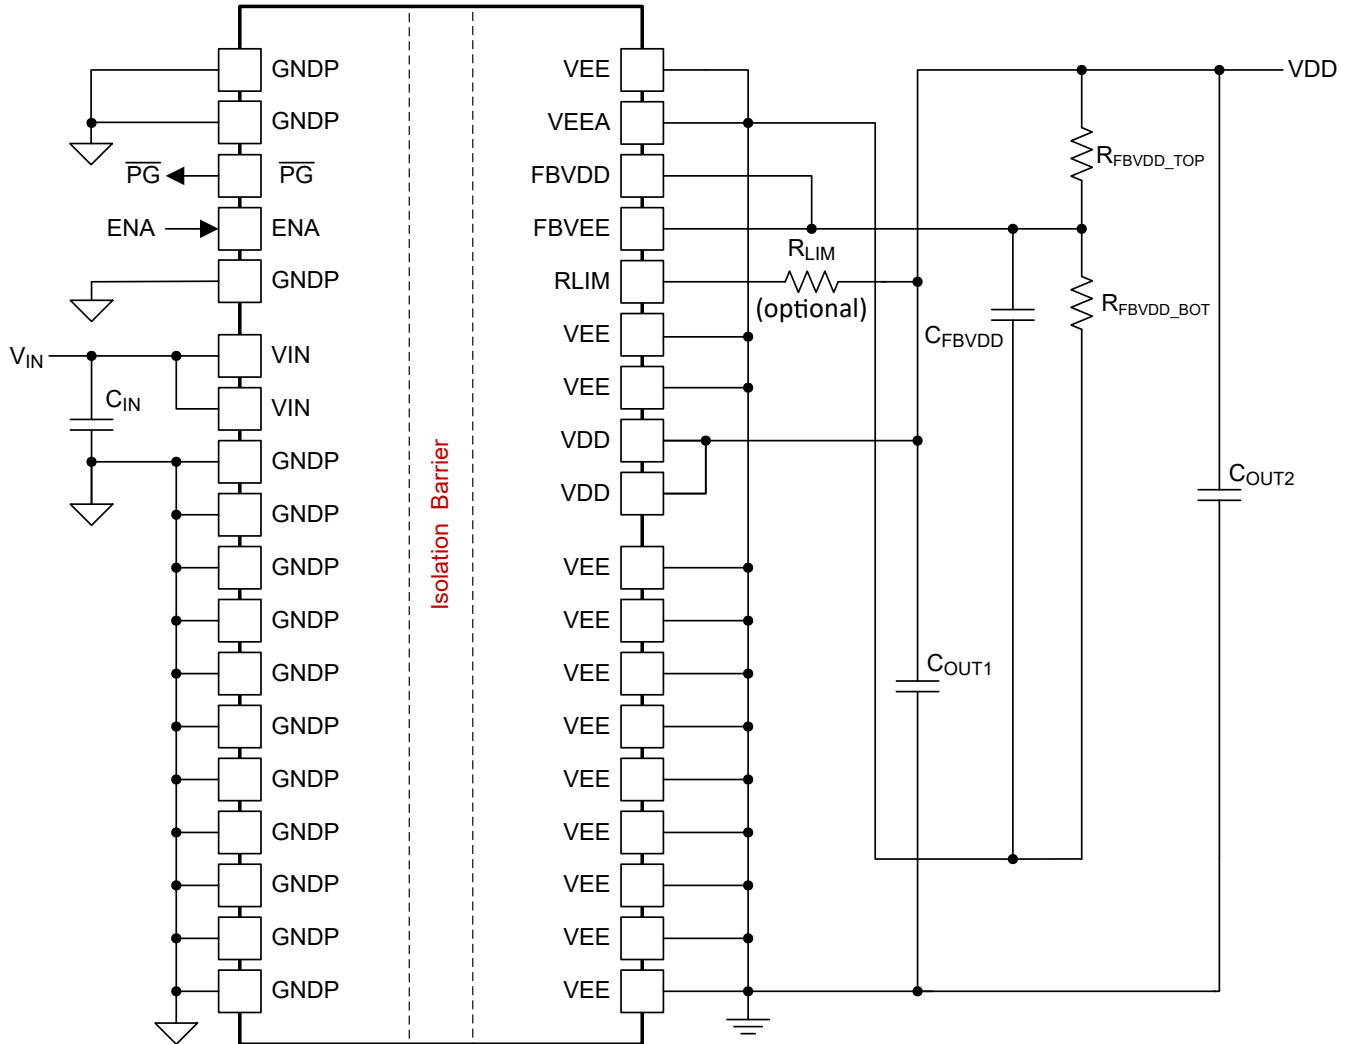 GNDP
GNDP
PG
PG
ENA
ENA
GNDP
VIN
VIN
VIN
CIN
GNDP
GNDP
GNDP
GNDP
GNDP
GNDP
GNDP
GNDP
GNDP
GNDP
GNDP
Isolation Barrier
VEE
VEEA
FBVDD
FBVEE
RLIM
VEE
VEE
VDD
VDD
VEE
VEE
VEE
VEE
VEE
VEE
VEE
VEE
VEE
RLIM
(optional)
VDD
RFBVDD_TOP
RFBVDD_BOT
CFBVDD
COUT1
COUT2